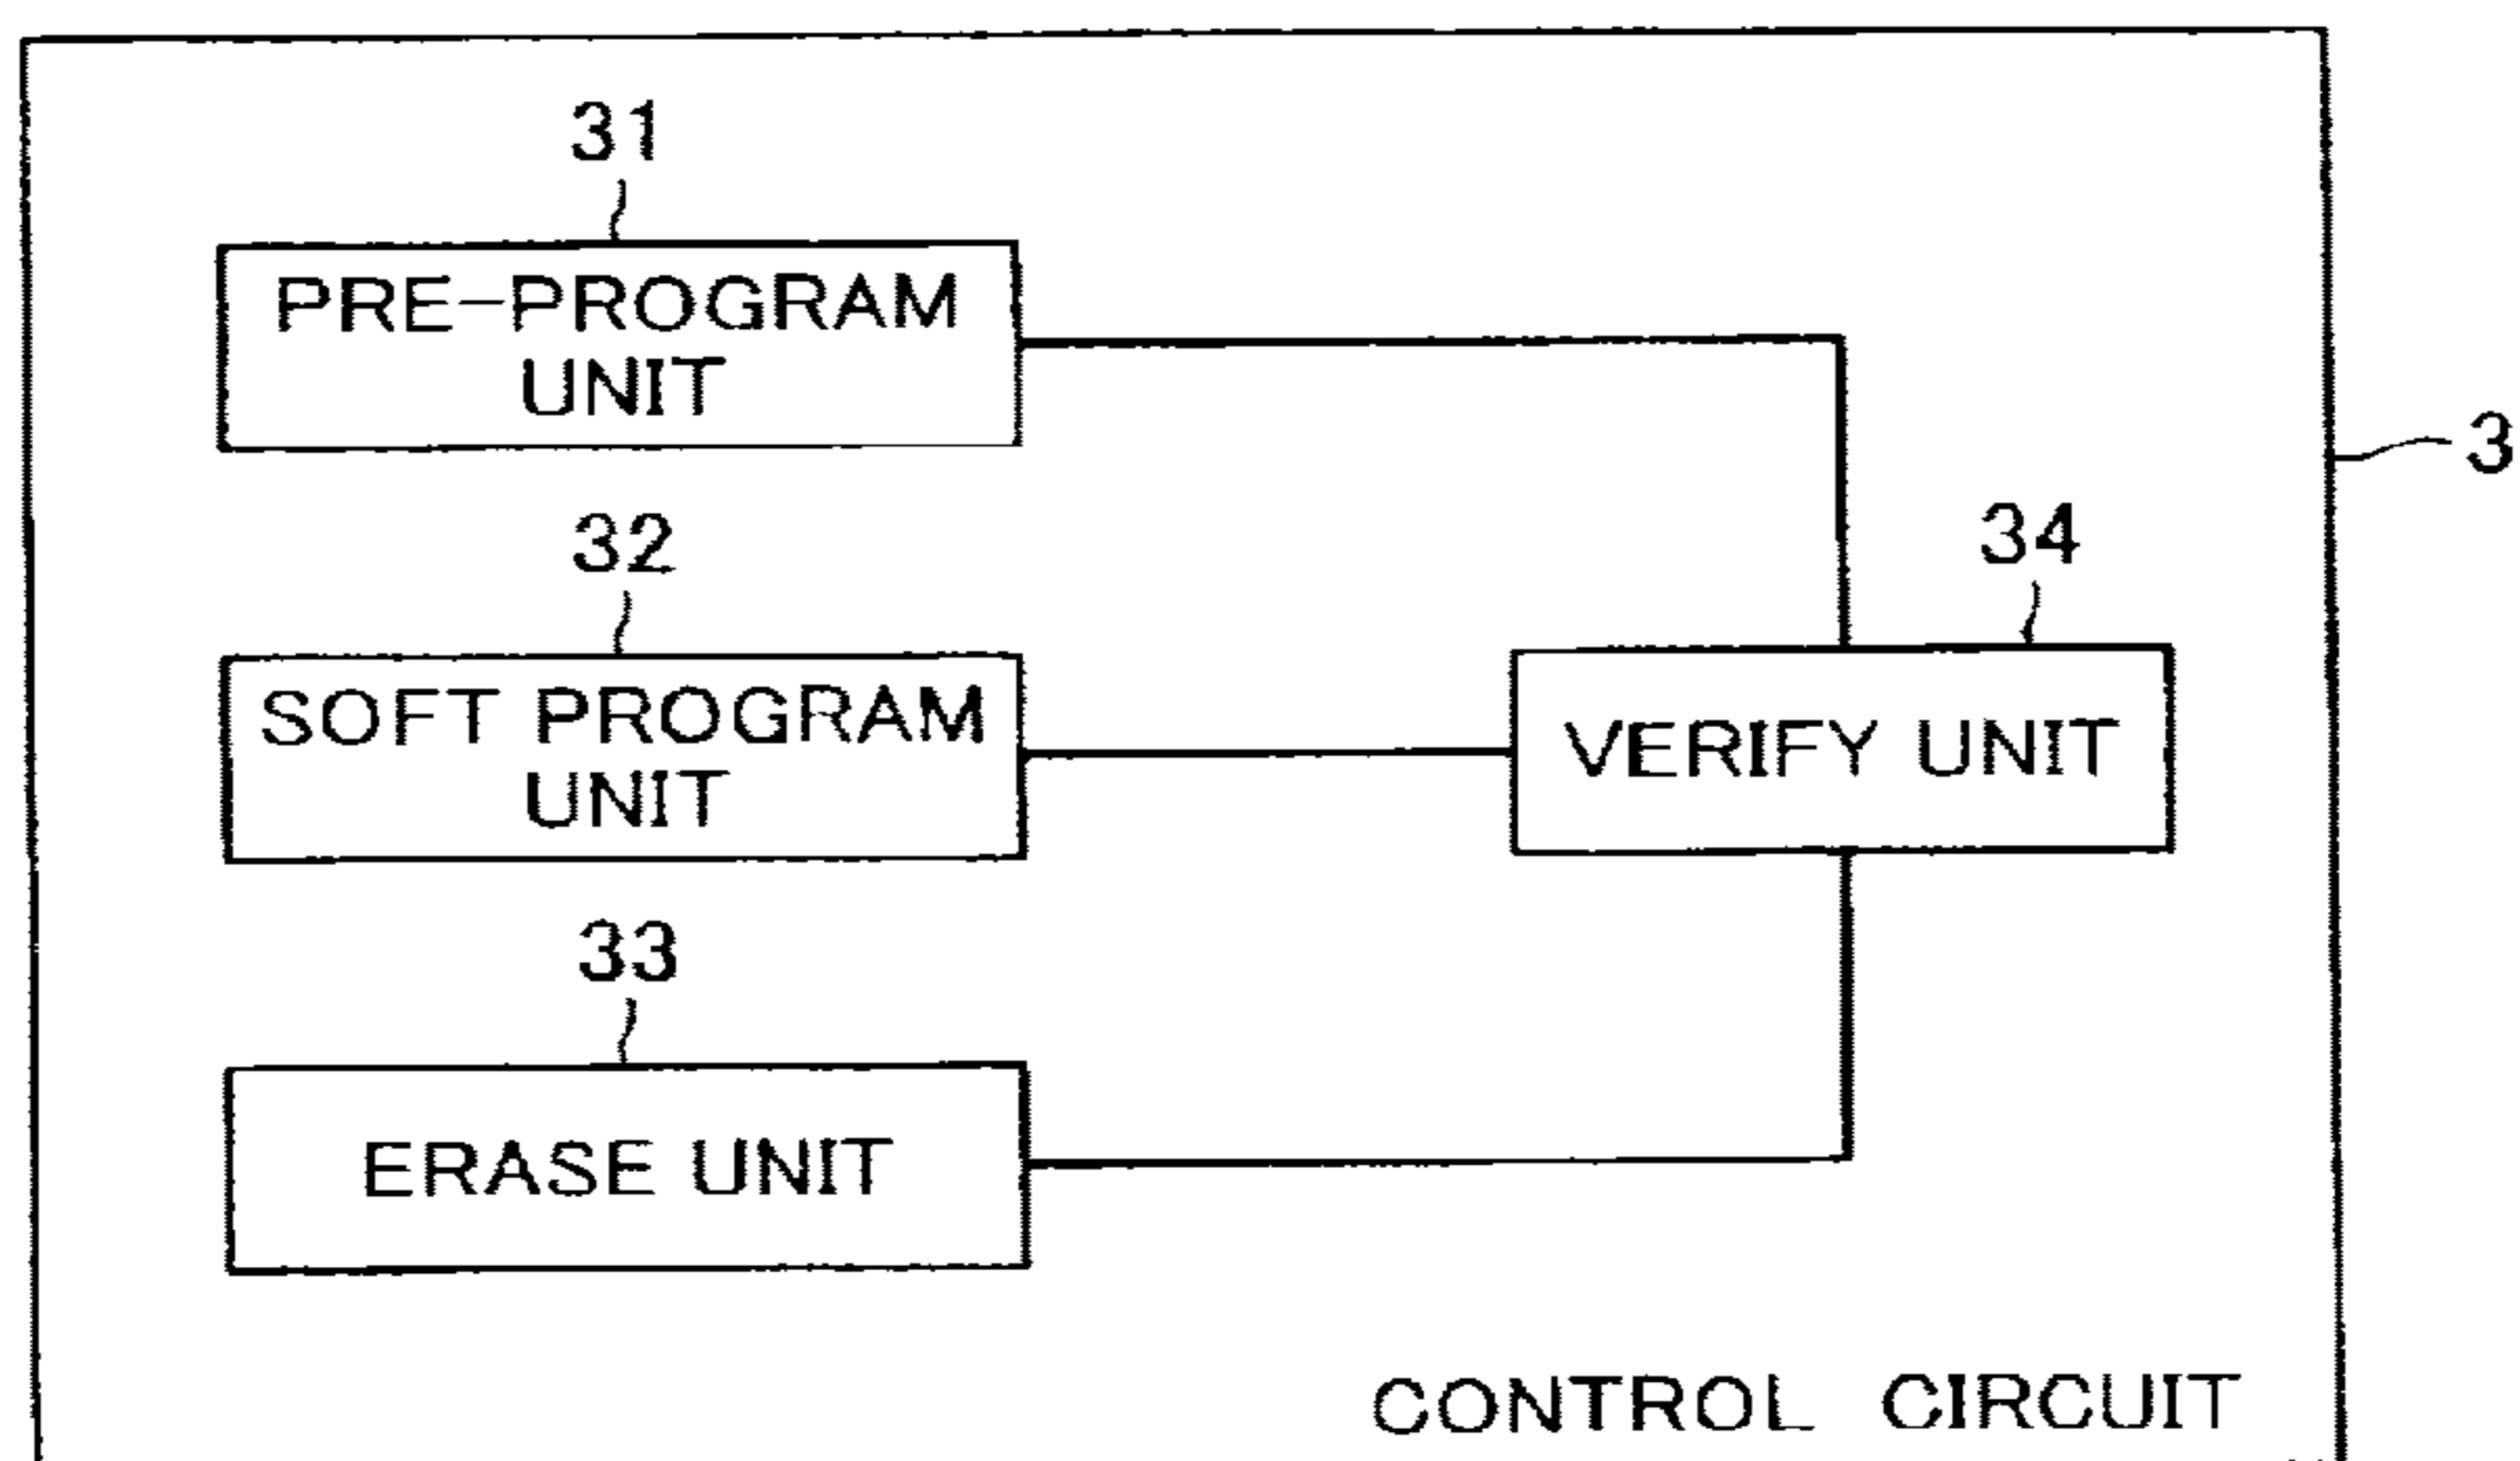 31
PRE-PROGRAM
UNIT
3
32
34
SOFT PROGRAM
UNIT
VERIFY UNIT
33
ERASE UNIT
CONTROL CIRCUIT